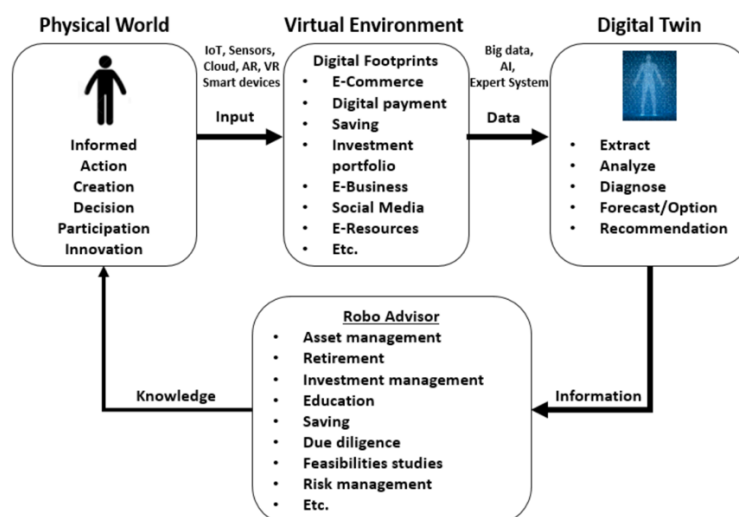 Physical World
Virtual Environment
Digital Twin
Informed
Action
Creation
Decision
Participation
Innovation
IoT, Sensors,
Cloud, AR, VR
Smart devices
Input
Digital Footprints
• E-Commerce
• Digital payment
• Saving
• Investment
portfolio
• E-Business
• Social Media
• E-Resources
• Etc.
Big data,
AI,
Expert System
Data
• Extract
• Analyze
• Diagnose
• Forecast/Option
• Recommendation
Information
Robo Advisor
• Asset management
• Retirement
• Investment management
• Education
• Saving
• Due diligence
• Feasibilities studies
• Risk management
• Etc.
Knowledge